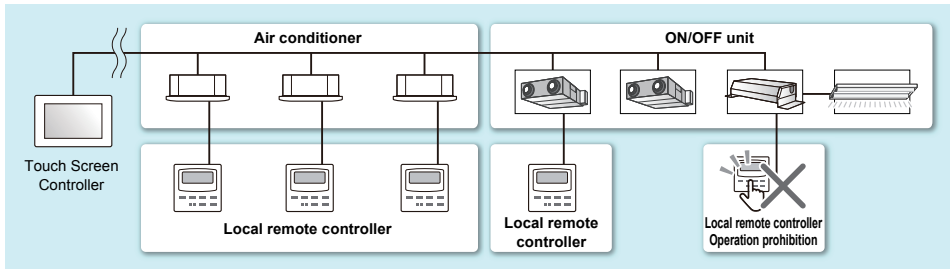 Air conditioner
ON/OFF unit
Touch Screen
Controller
Local remote controller
Local remote
controller
Local remote controller
Operation prohibition